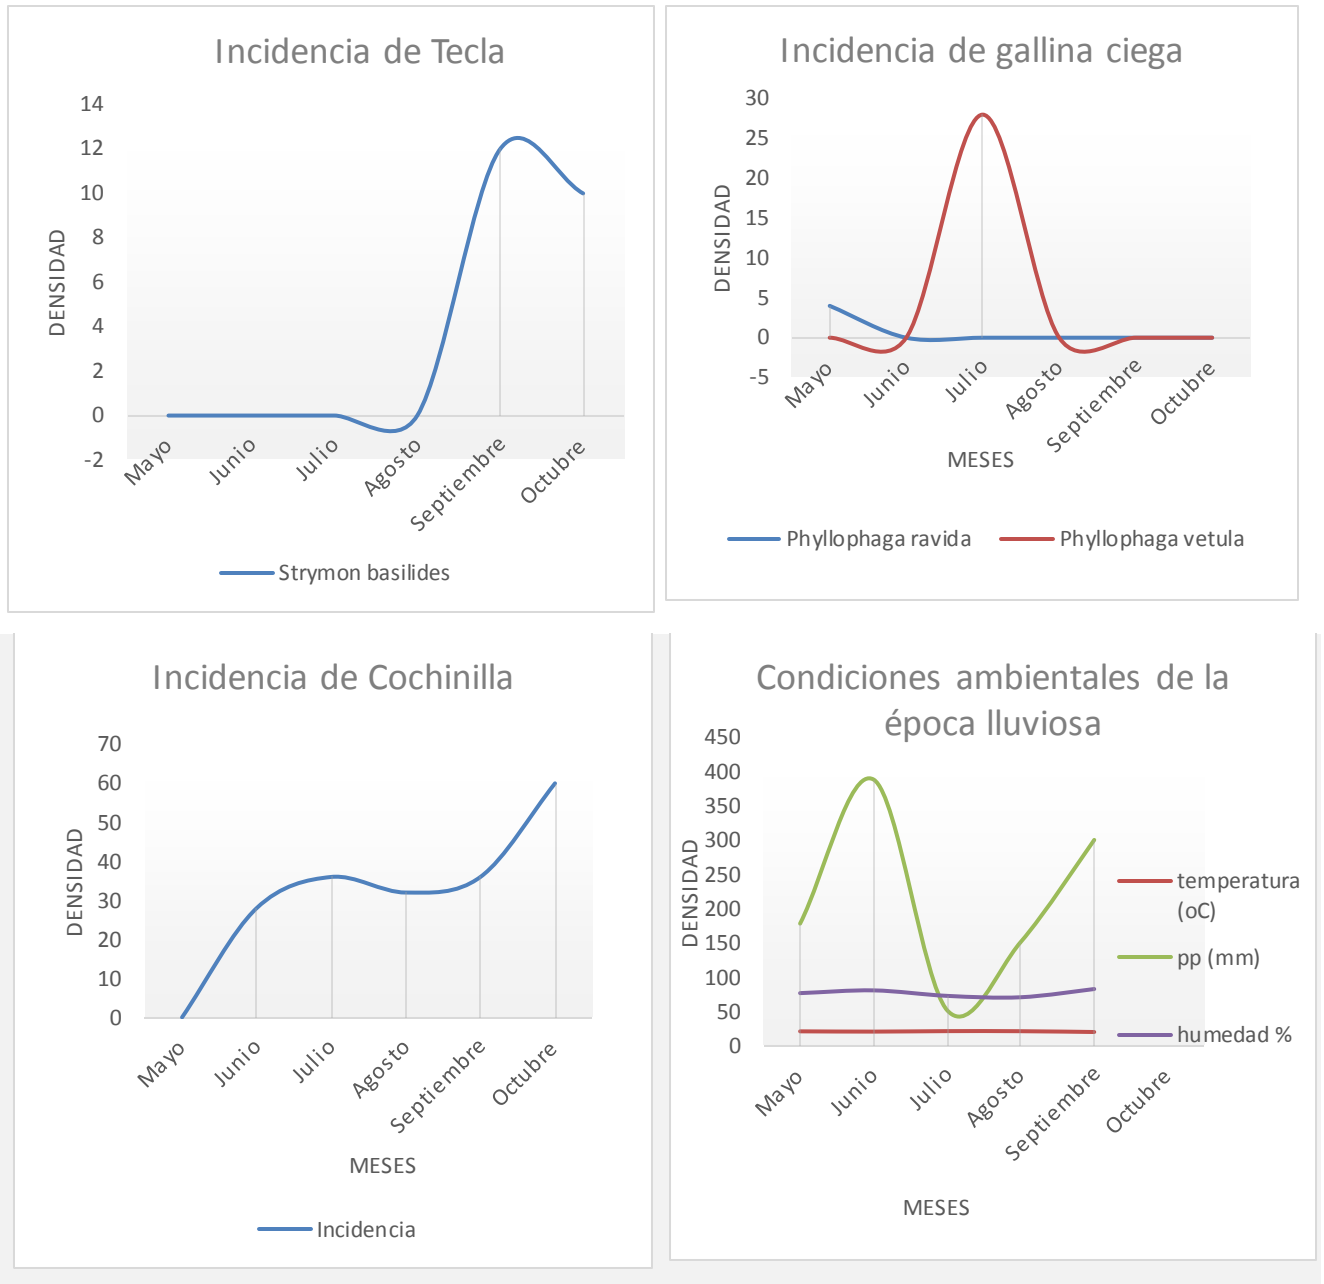 Incidencia de Tecla
14
12
10
8
6
4
2
0
-2
DENSIDAD
Mayo
Junio
Julio
Agosto
Septiembre
Octubre
Strymon basilides
Incidencia de gallina ciega
30
25
20
15
10
5
0
-5
DENSIDAD
Mayo
Junio
Julio
Agosto
Septiembre
Octubre
MESES
Phyllophaga ravida
Phyllophaga vetula
Incidencia de Cochinilla
70
60
50
40
30
20
10
0
DENSIDAD
Mayo
Junio
Julio
Agosto
Septiembre
Octubre
MESES
Incidencia
Condiciones ambientales de la
época lluviosa
450
400
350
300
250
200
150
100
50
0
DENSIDAD
Mayo
Junio
Julio
Agosto
Septiembre
Octubre
MESES
temperatura
(oC)
pp (mm)
humedad %